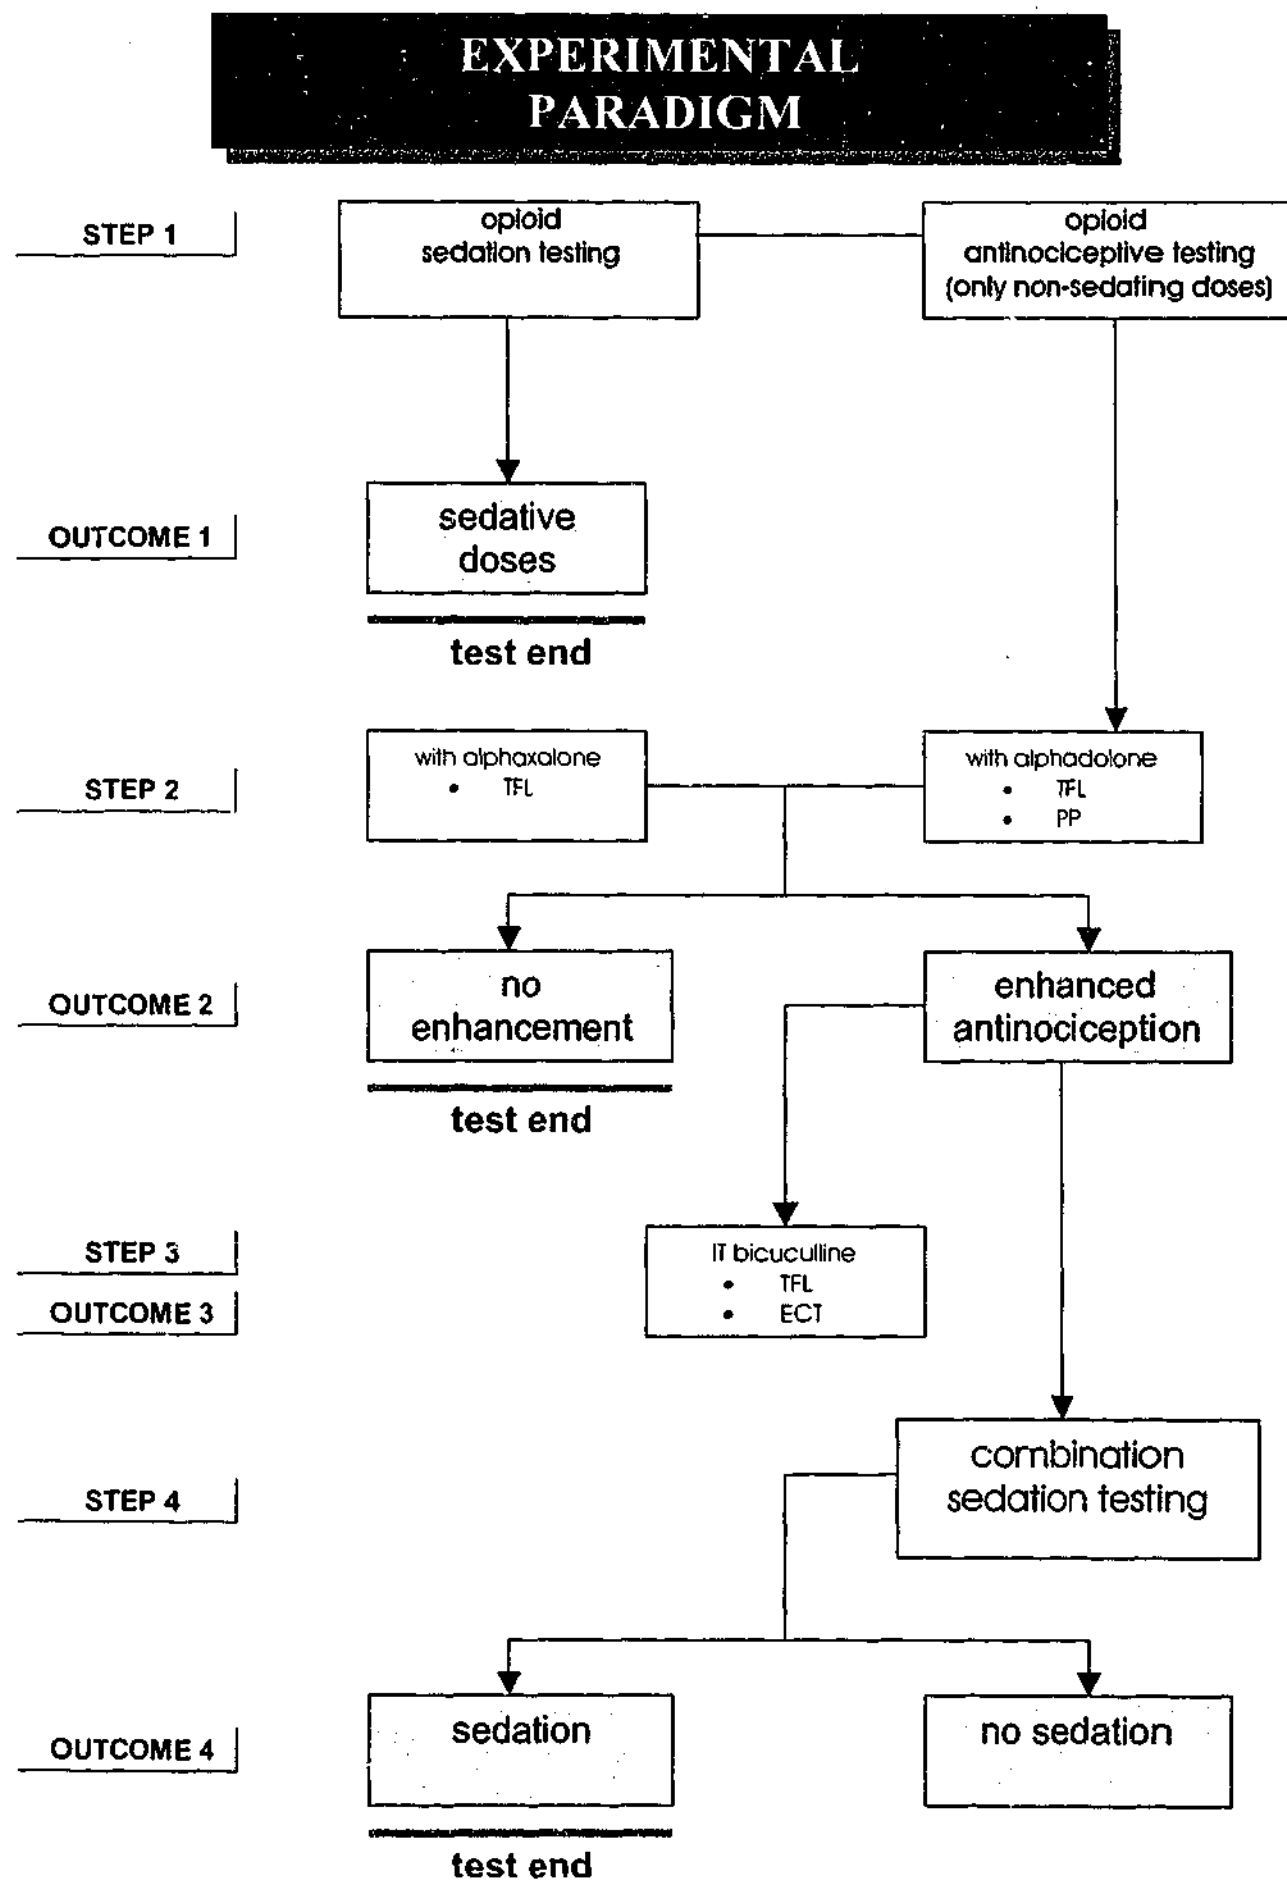 EXPERIMENTAL
PARADIGM
STEP 1
opioid
sedation testing
opioid
antinociceptive testing
(only non-sedating doses)
OUTCOME 1
sedative
doses
test end
STEP 2
with alphaxalone
• TFL
with alphadolone
• TFL
• PP
OUTCOME 2
no
enhancement
test end
enhanced
antinociception
STEP 3
OUTCOME 3
IT bicuculline
• TFL
• ECT
STEP 4
combination
sedation testing
OUTCOME 4
sedation
test end
no sedation